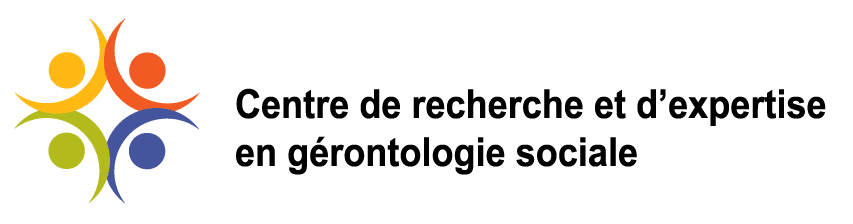 Centre de recherche et d’expertise
en gérontologie sociale